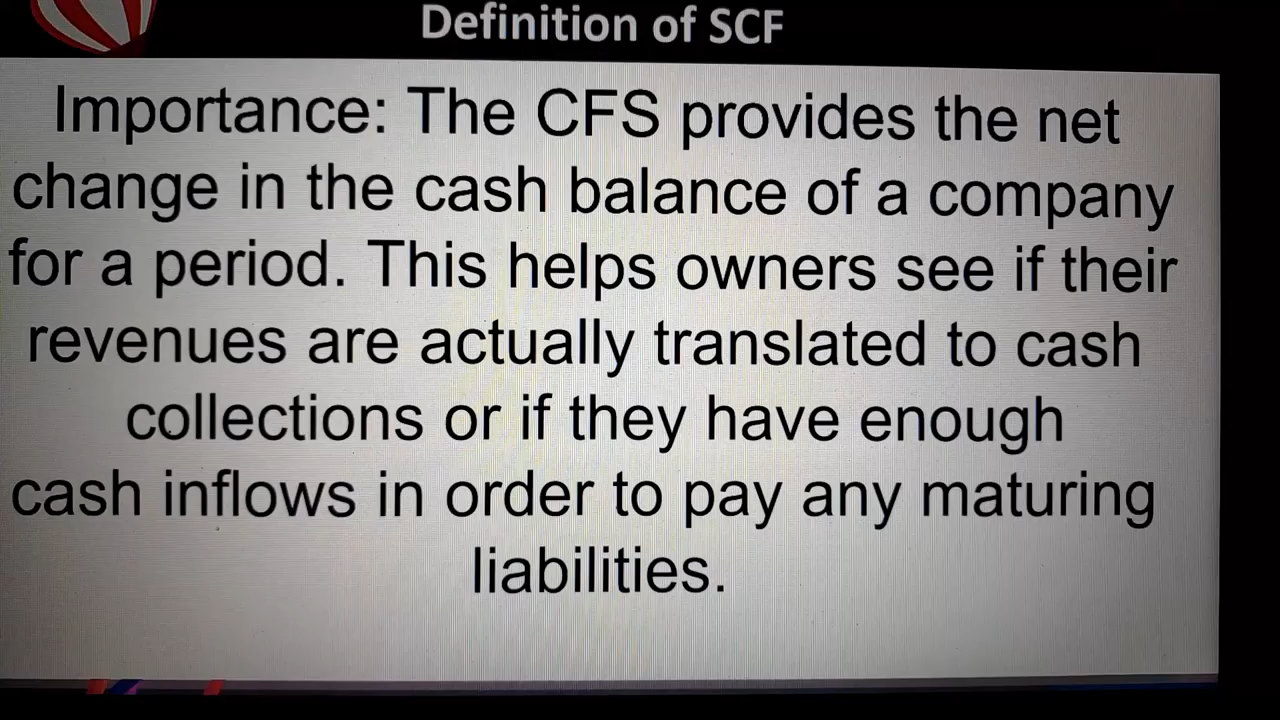 Definition of SCF
Importance: The CFS provides the net
change in the cash balance of a company
for a period. This helps owners see if their
revenues are actually translated to cash
collections or if they have enough
cash inflows in order to pay any maturing
liabilities.